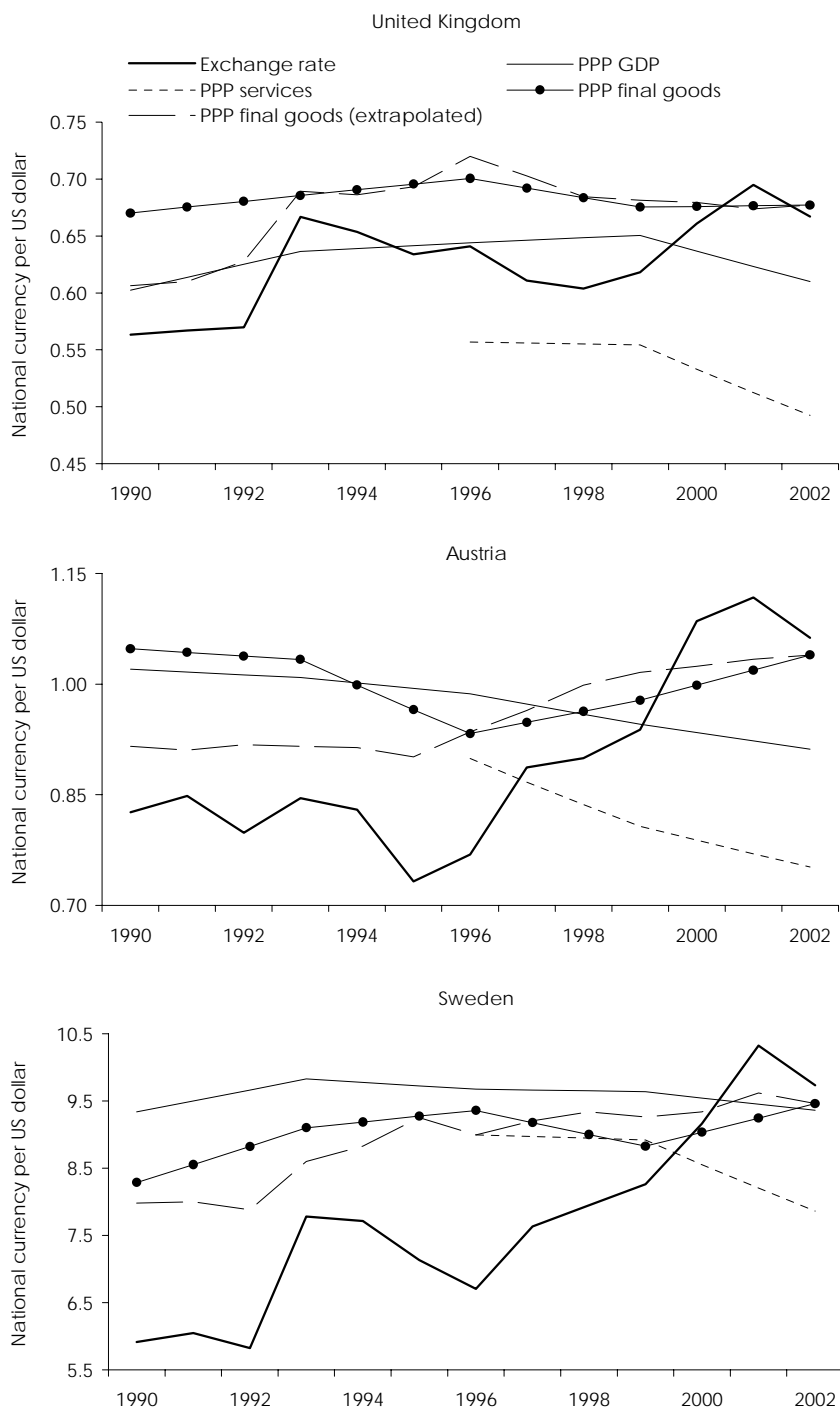 United Kingdom
Exchange rate
PPP GDP
PPP services
PPP final goods
PPP final goods (extrapolated)
National currency per US dollar
0.75
0.70
0.65
0.60
0.55
0.50
0.45
1990 1992 1994 1996 1998 2000 2002
Austria
National currency per US dollar
1.15
1.00
0.85
0.70
1990 1992 1994 1996 1998 2000 2002
Sweden
National currency per US dollar
10.5
9.5
8.5
7.5
6.5
5.5
1990 1992 1994 1996 1998 2000 2002